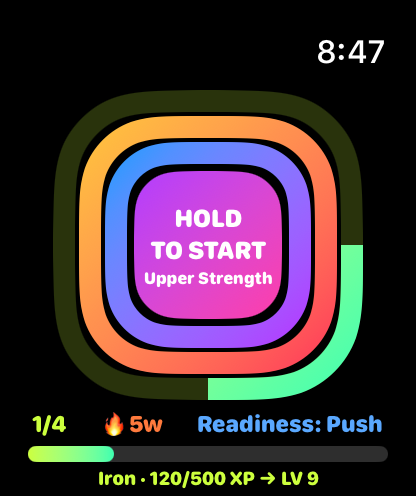 8:47
HOLD
TO START
Upper Strength
1/4 🔥 5w Readiness: Push
Iron · 120/500 XP → LV 9